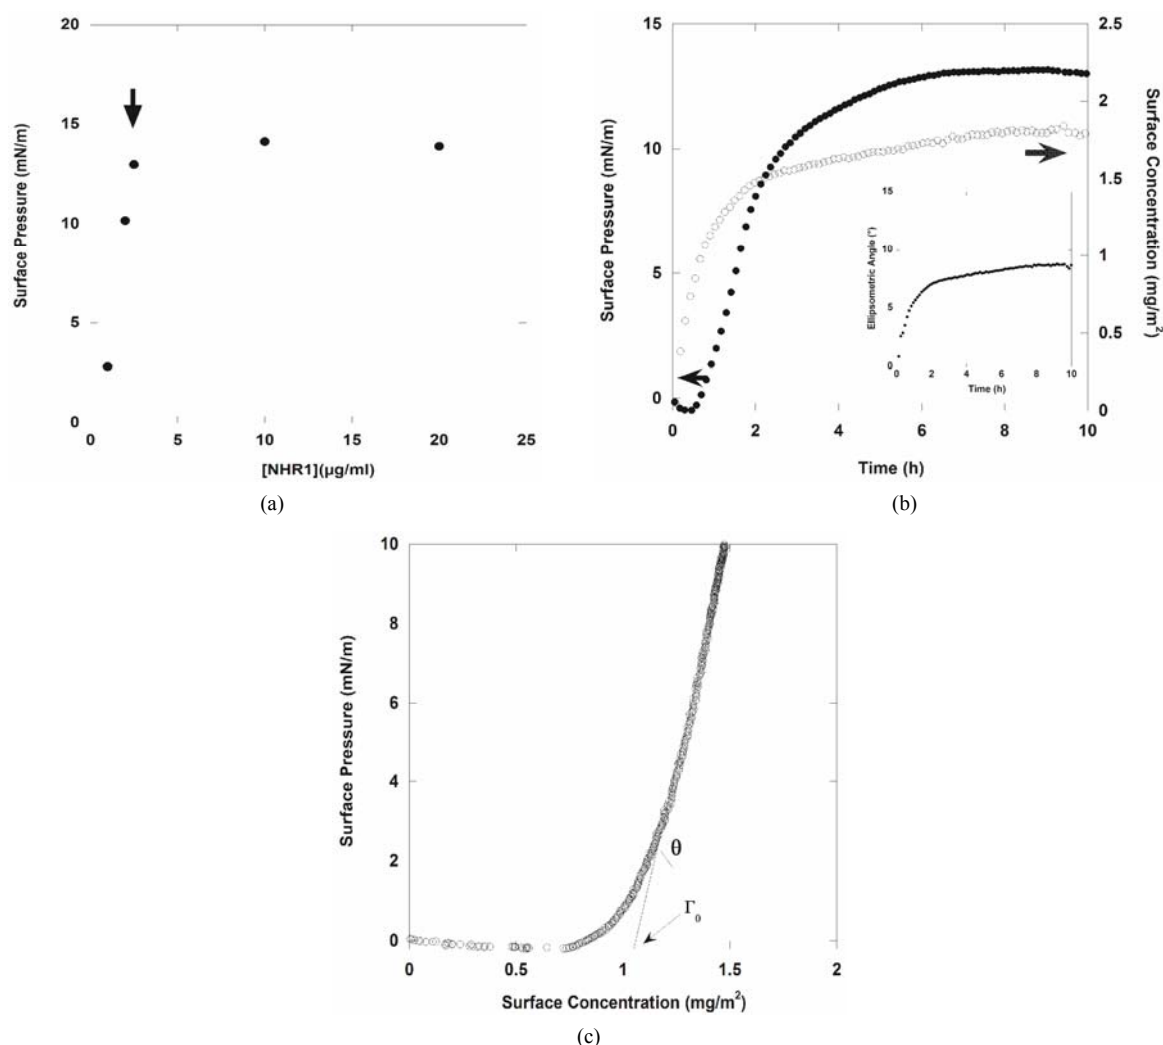 20
15
10
5
0
0 5 10 15 20 25
Surface Pressure (mN/m)
[NHR1](µg/ml)
(a)
15
10
5
0
Surface Pressure (mN/m)
2.5
2
1.5
1
0.5
0
Surface Concentration (mg/m²)
15
10
5
0
Ellipsometric Angle (°)
0 2 4 6 8 10
Time (h)
0 2 4 6 8 10
Time (h)
(b)
10
8
6
4
2
0
Surface Pressure (mN/m)
θ
Γ₀
0 0.5 1 1.5 2
Surface Concentration (mg/m²)
(c)